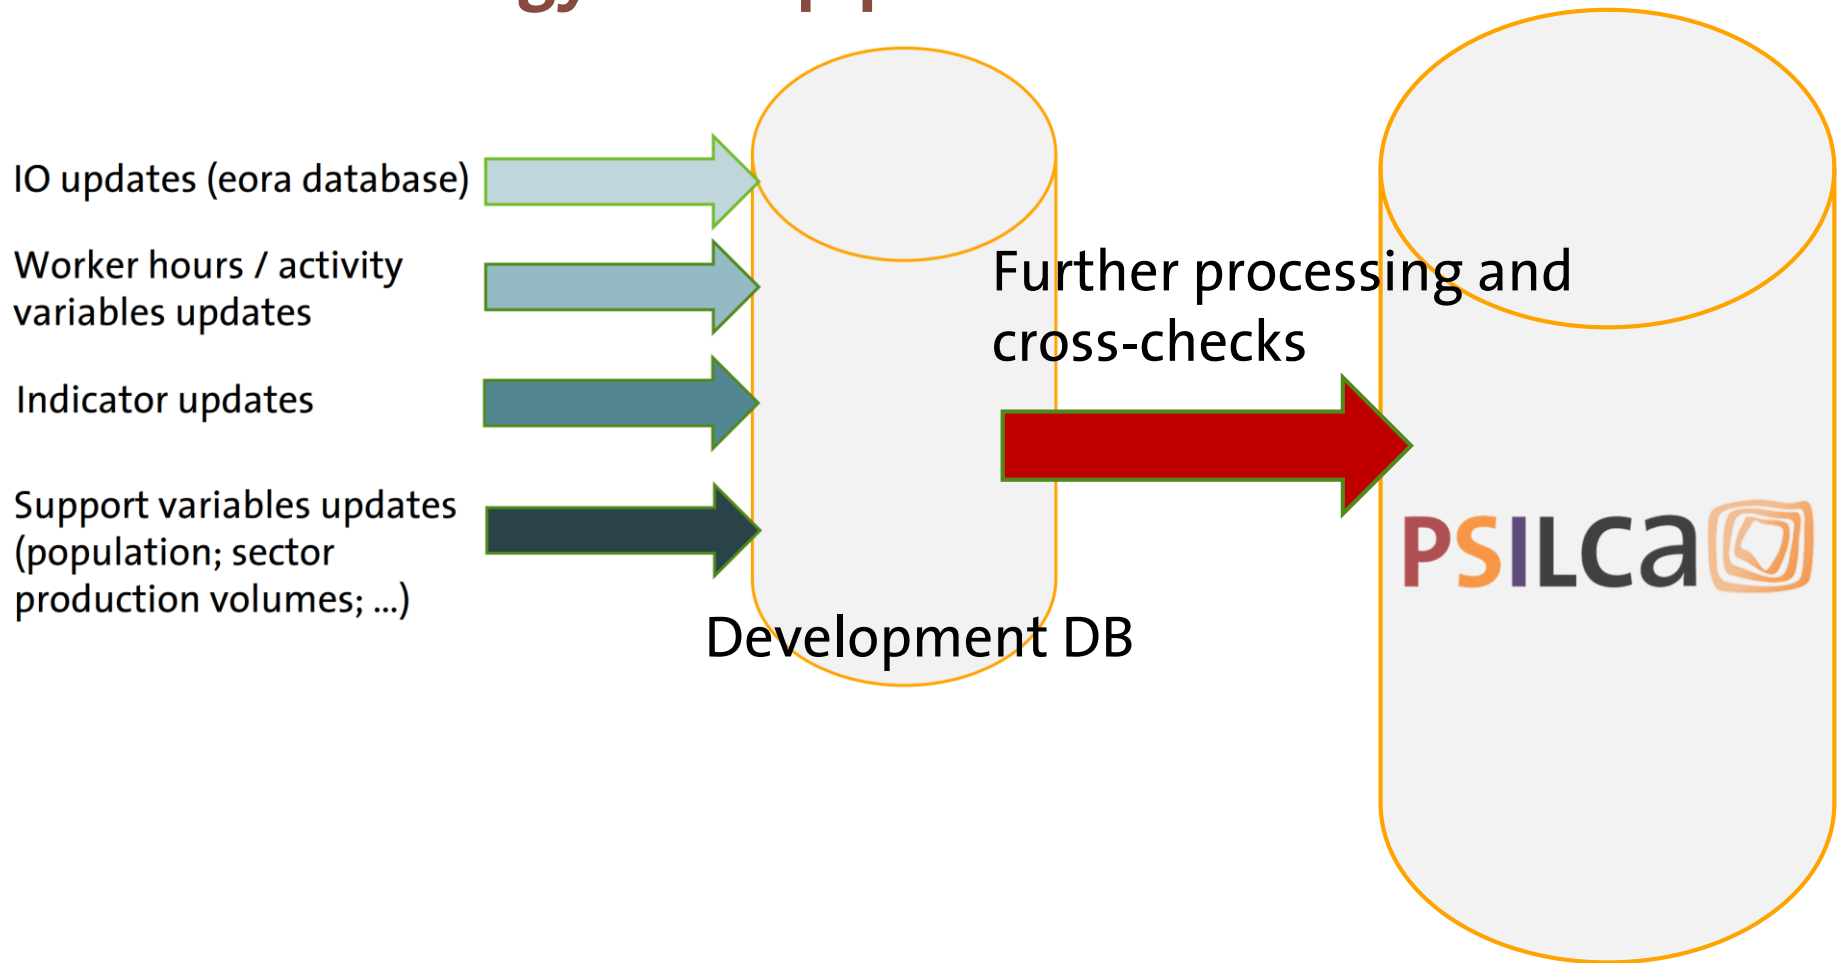 IO updates (eora database)
Worker hours / activity
variables updates
Indicator updates
Support variables updates
(population; sector
production volumes; ...)
Further processing and
cross-checks
Development DB
PSILCa